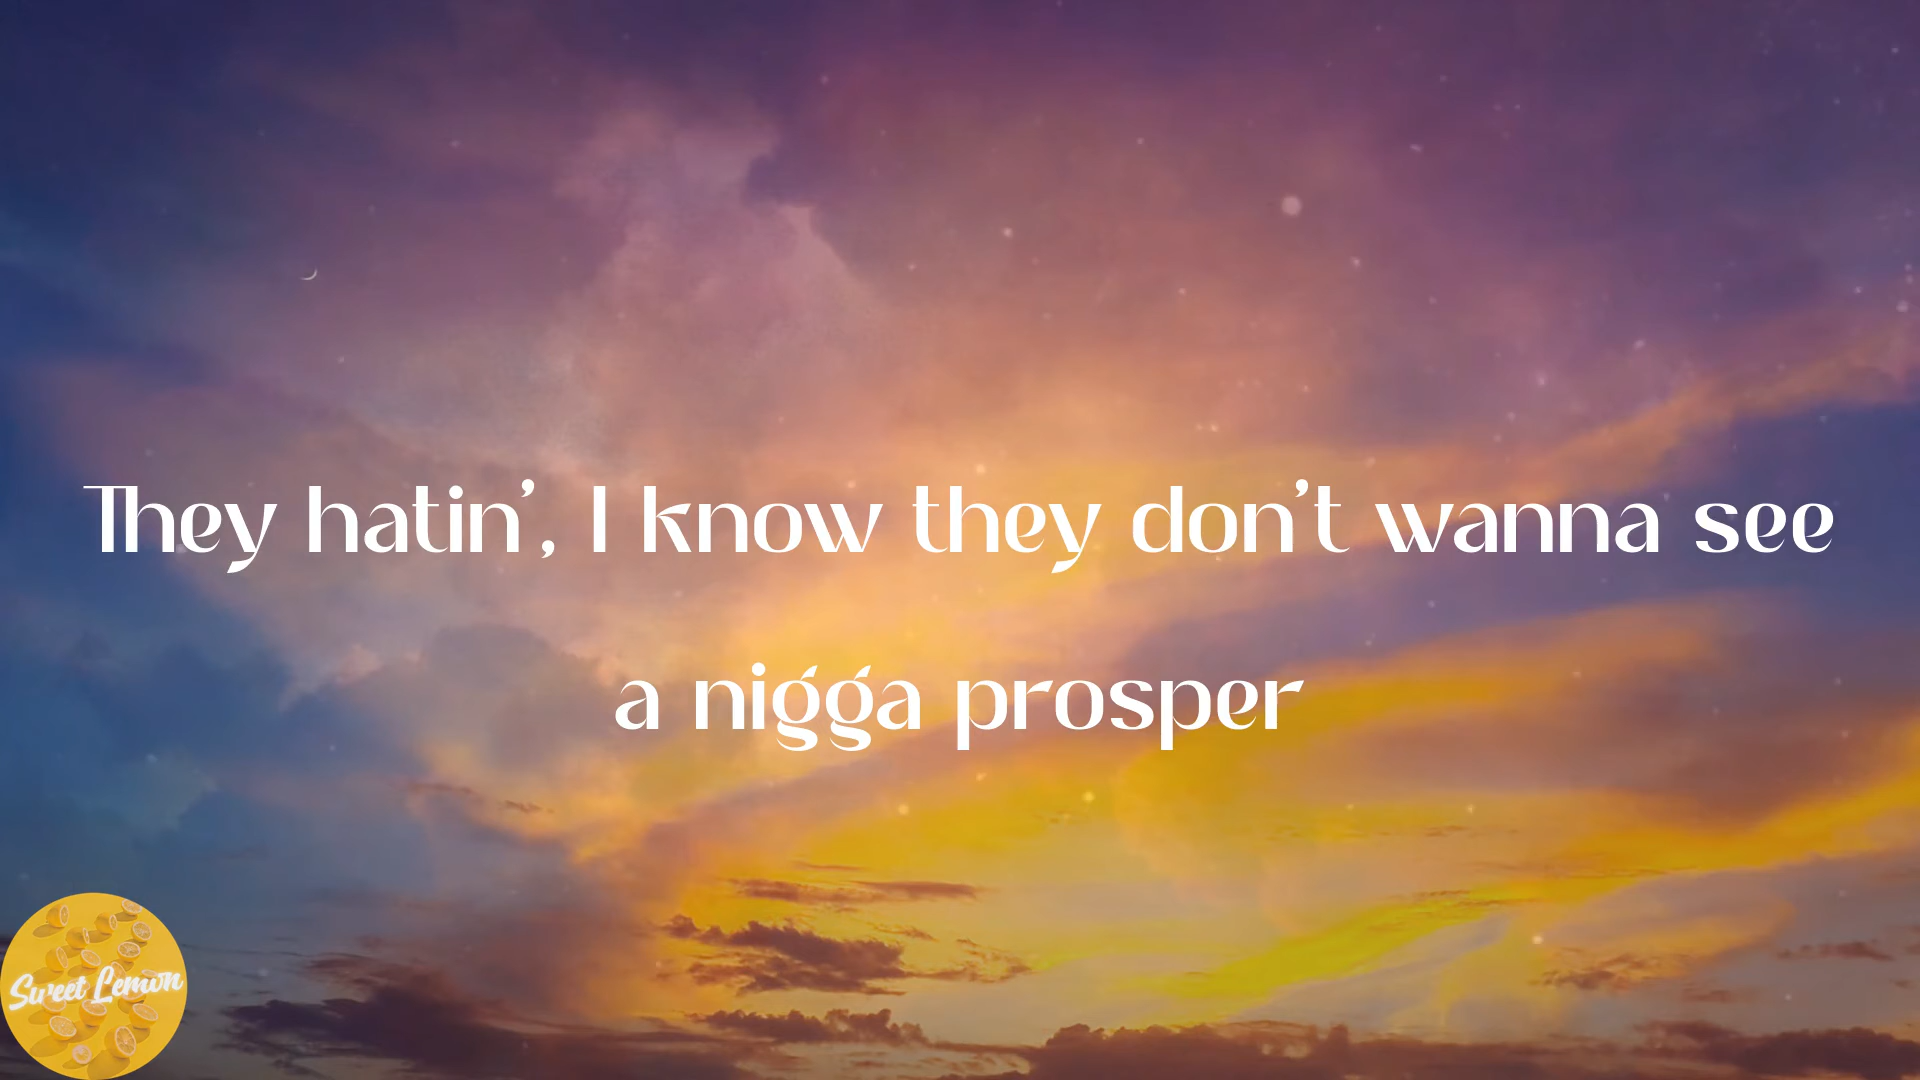 They hatin', I know they don't wanna see
a nigga prosper
Sweet Lemon